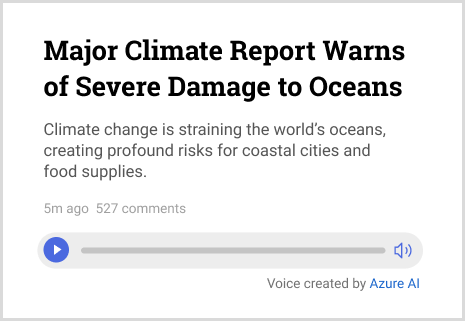 Major Climate Report Warns
of Severe Damage to Oceans
Climate change is straining the world’s oceans,
creating profound risks for coastal cities and
food supplies.
5m ago 527 comments
Voice created by Azure AI